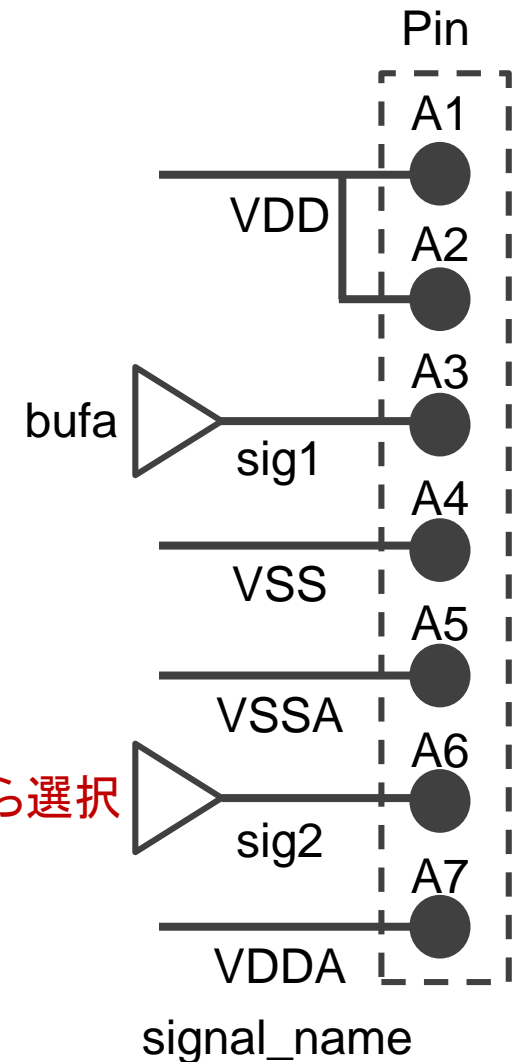 Pin
A1
VDD
A2
A3
bufa
sig1
A4
VSS
A5
VSSA
A6
ら選択
sig2
A7
VDDA
signal_name